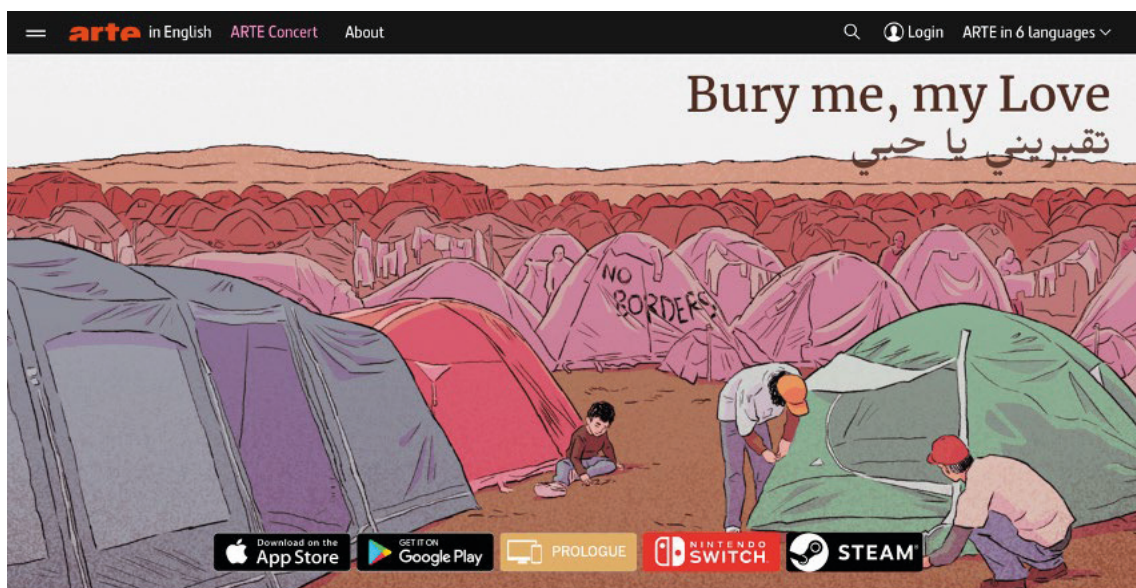 arte in English ARTE Concert About Login ARTE in 6 languages
Bury me, my Love
تقبريني يا حبي
NO
BORDERS
Download on the
App Store
GET IT ON
Google Play
PROLOGUE
NINTENDO
SWITCH
STEAM